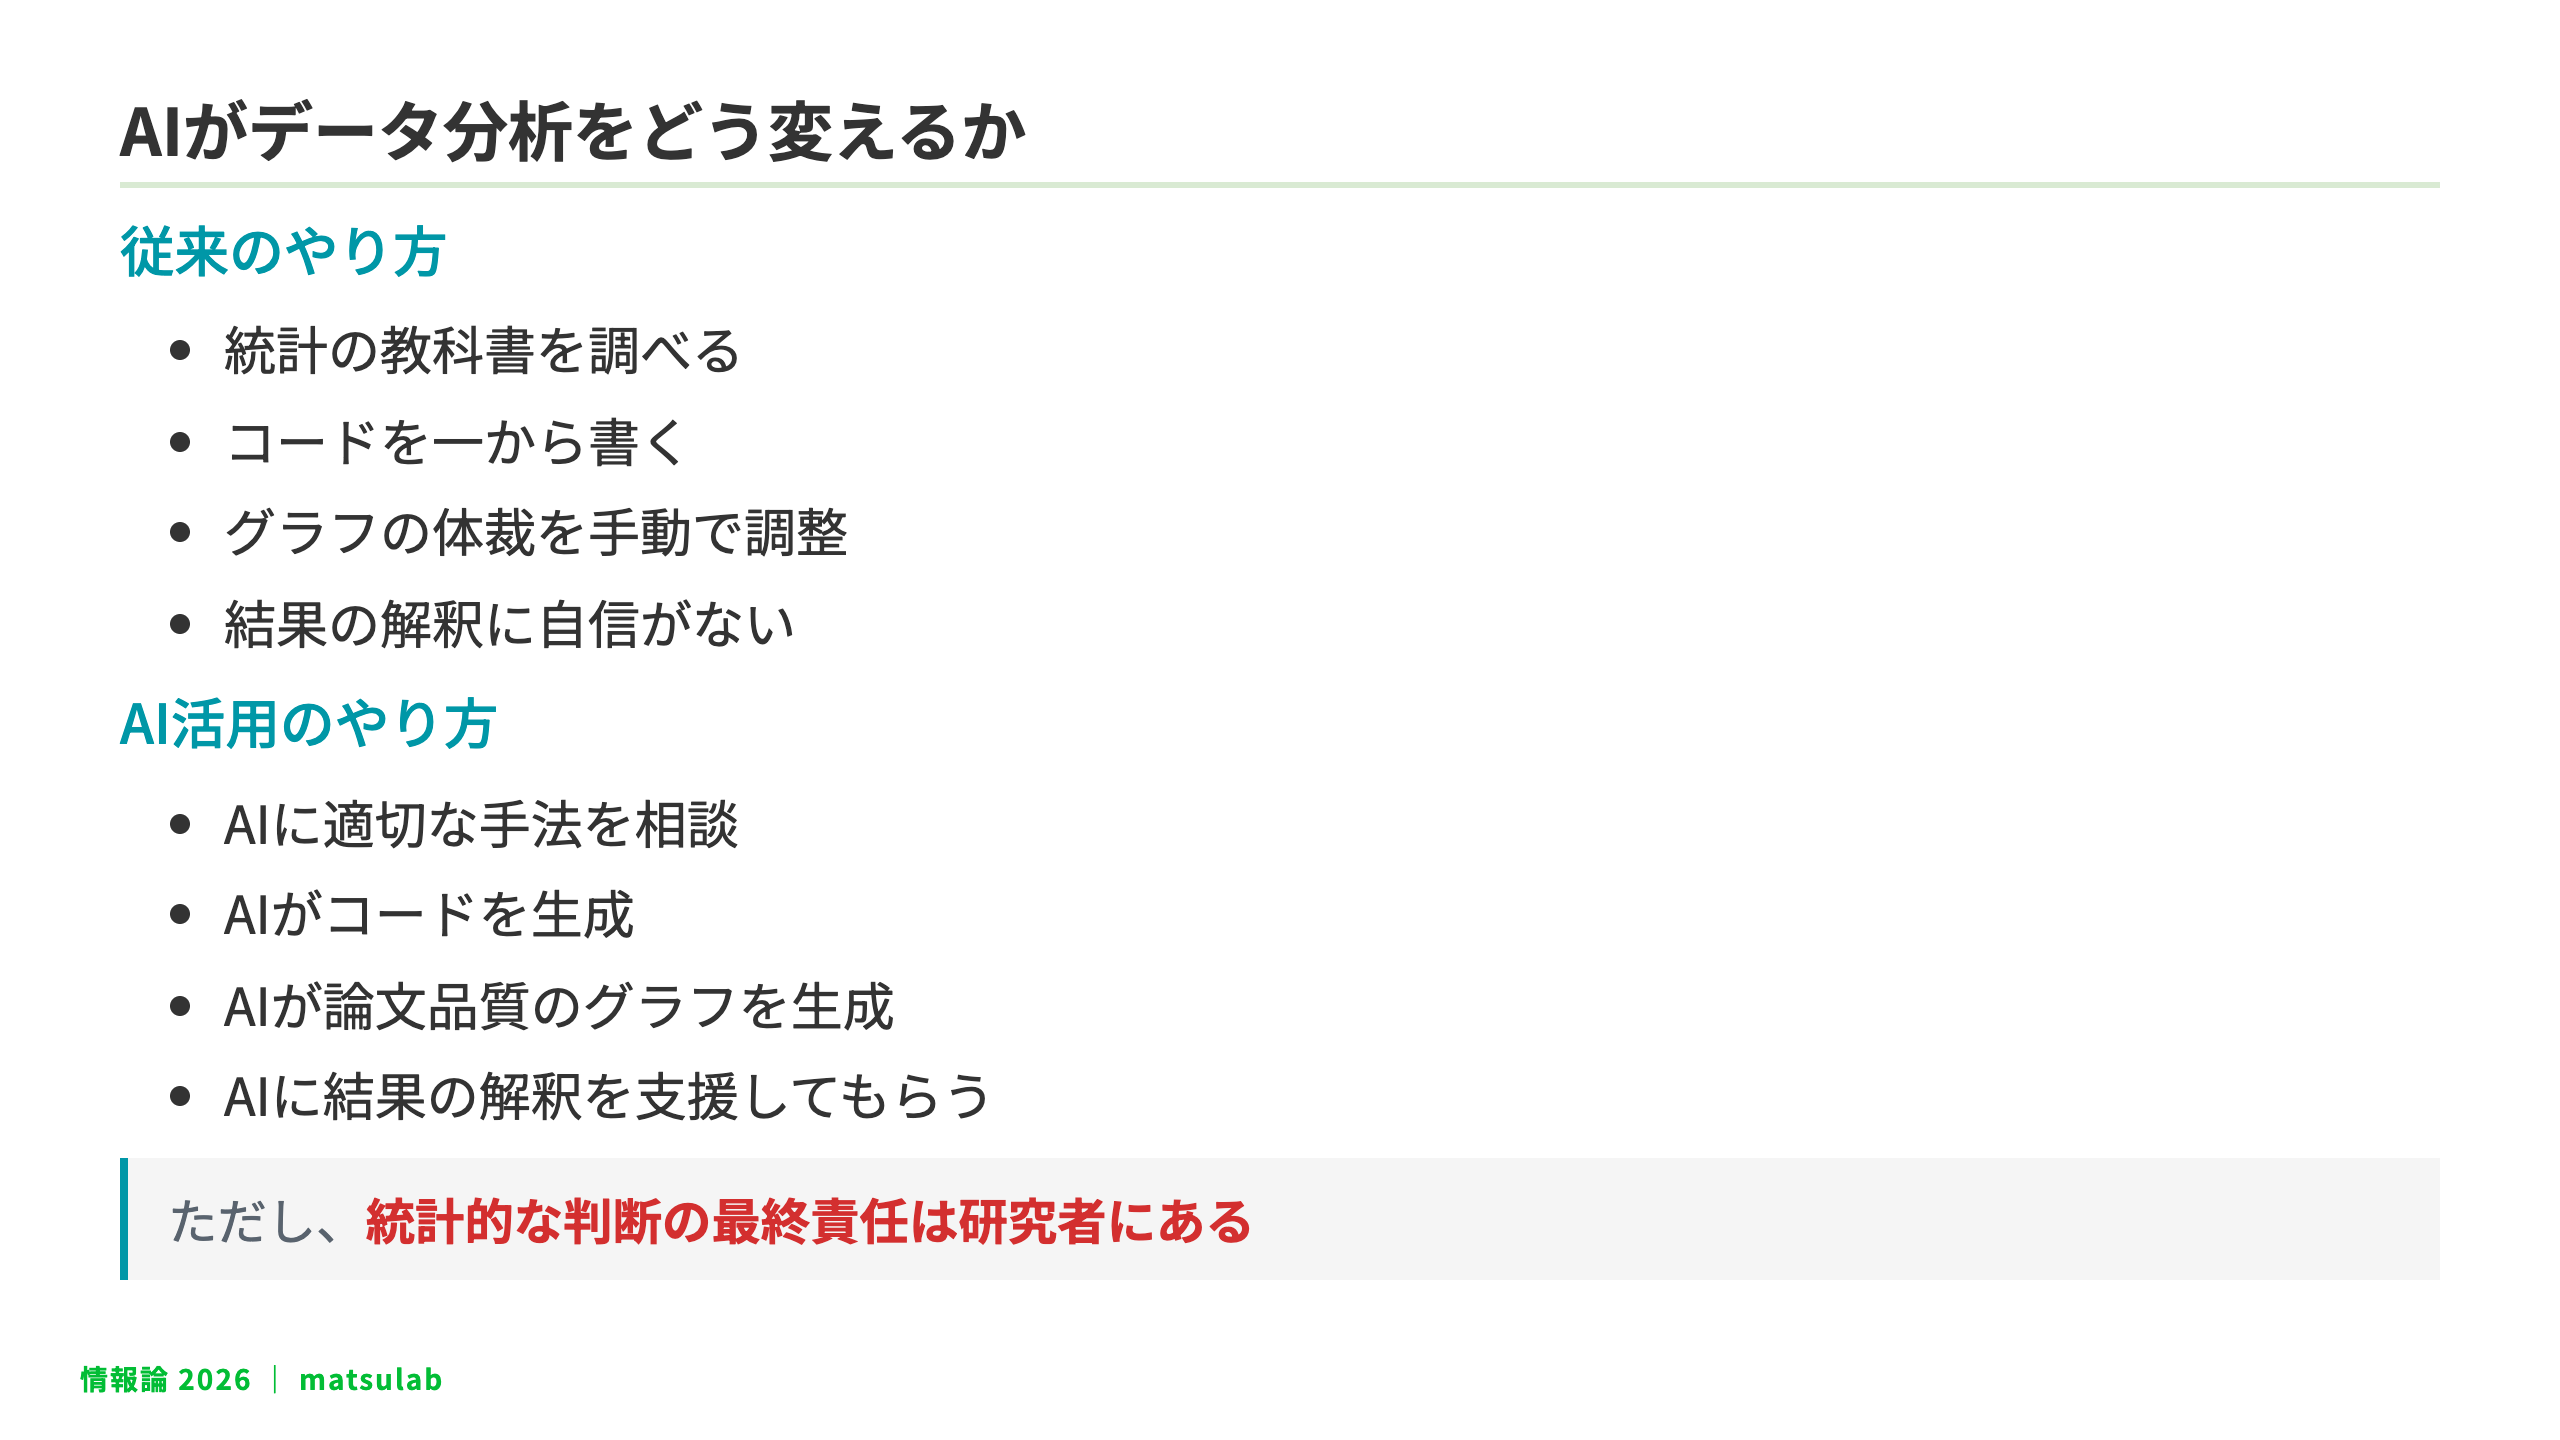 AIがデータ分析をどう変えるか
従来のやり方
• 統計の教科書を調べる
• コードを一から書く
• グラフの体裁を手動で調整
• 結果の解釈に自信がない
AI活用のやり方
• AIに適切な手法を相談
• AIがコードを生成
• AIが論文品質のグラフを生成
• AIに結果の解釈を支援してもらう
ただし、統計的な判断の最終責任は研究者にある
情報論 2026 | matsulab